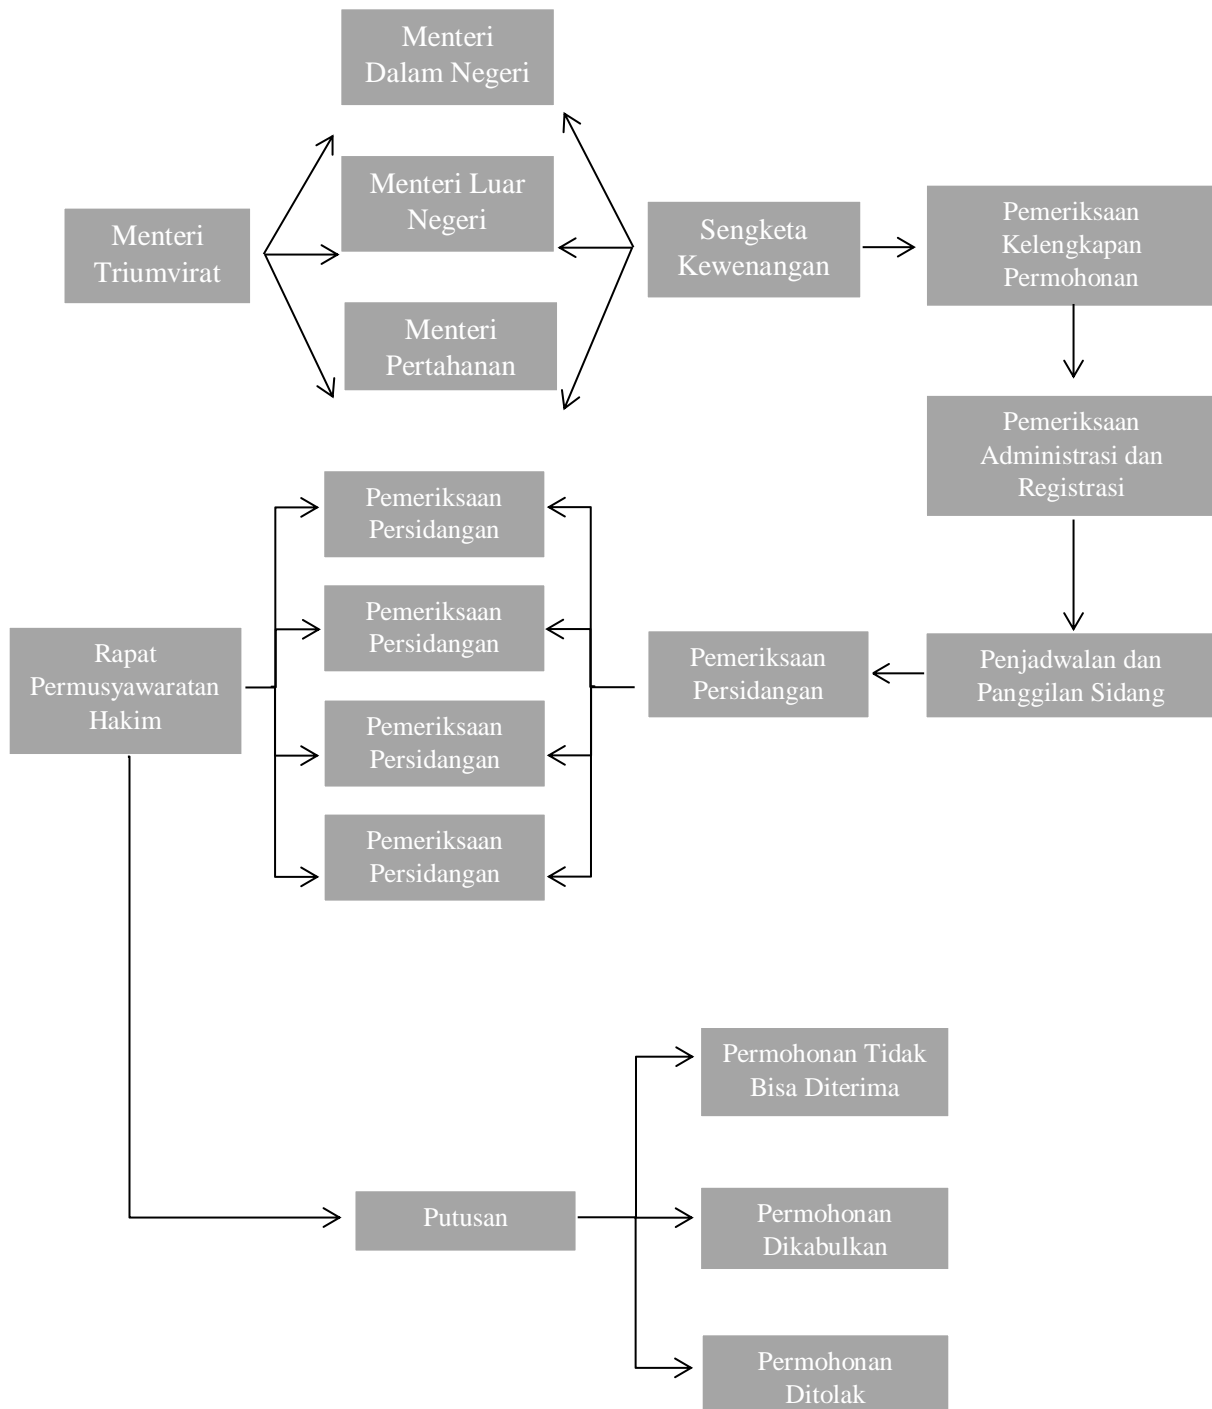 Menteri
Dalam Negeri
Menteri Luar
Negeri
Menteri
Triumvirat
Menteri
Pertahanan
Sengketa
Kewenangan
Pemeriksaan
Kelengkapan
Permohonan
Pemeriksaan
Administrasi dan
Registrasi
Penjadwalan dan
Panggilan Sidang
Pemeriksaan
Persidangan
Pemeriksaan
Persidangan
Pemeriksaan
Persidangan
Pemeriksaan
Persidangan
Pemeriksaan
Persidangan
Rapat
Permusyawaratan
Hakim
Putusan
Permohonan Tidak
Bisa Diterima
Permohonan
Dikabulkan
Permohonan
Ditolak